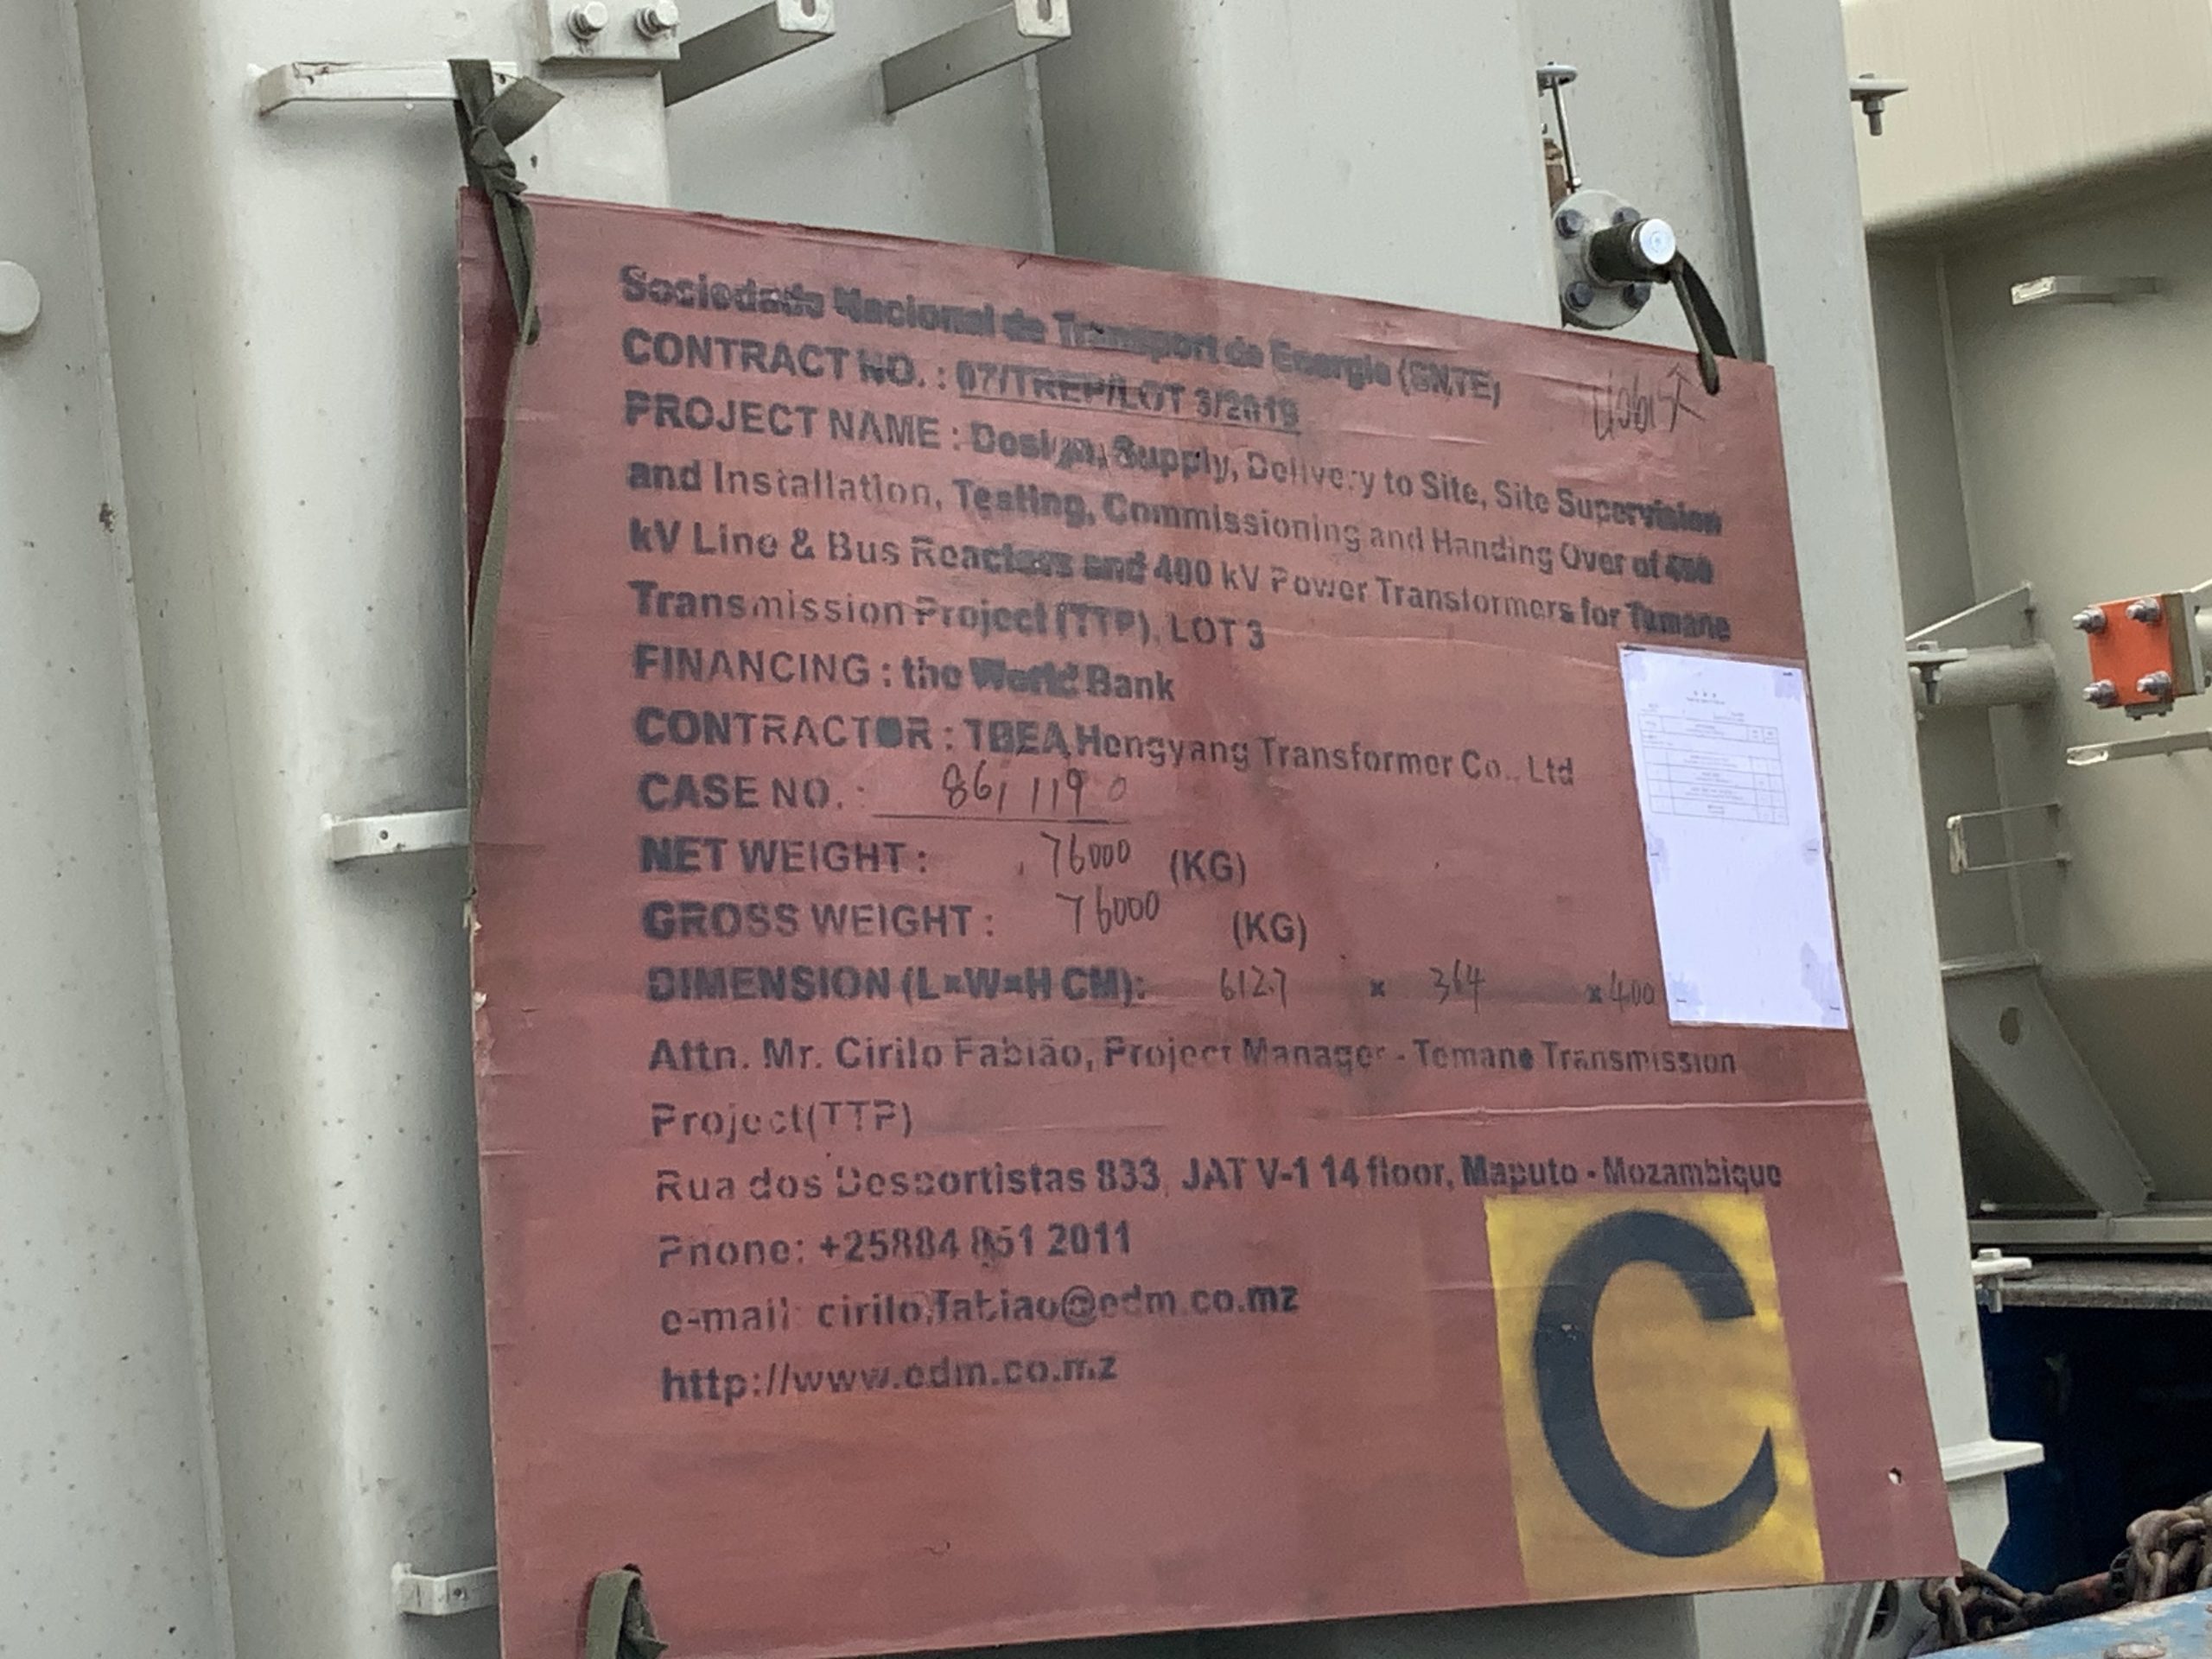 Sociedade Nacional de Transport de Energie (SNTE)
CONTRACT NO. : 07/TREP/LOT 3/2019
PROJECT NAME : Design, Supply, Delivery to Site, Site Supervision
and Installation, Testing, Commissioning and Handing Over of 400
kV Line & Bus Reactors and 400 kV Power Transformers for Temane
Transmission Project (TTP), LOT 3
FINANCING : the World Bank
CONTRACTOR : TBEA Hengyang Transformer Co., Ltd
CASE NO. :
NET WEIGHT : 76000 (KG)
GROSS WEIGHT : 76000 (KG)
DIMENSION (L×W×H CM): 612.7 × 364 × 400
Attn. Mr. Cirilo Fabião, Project Manager - Temane Transmission
Project(TTP)
Rua dos Desportistas 833, JAT V-1 14 floor, Maputo - Mozambique
Phone: +25884 851 2011
e-mail: cirilo.fabiao@edm.co.mz
http://www.edm.co.mz
C